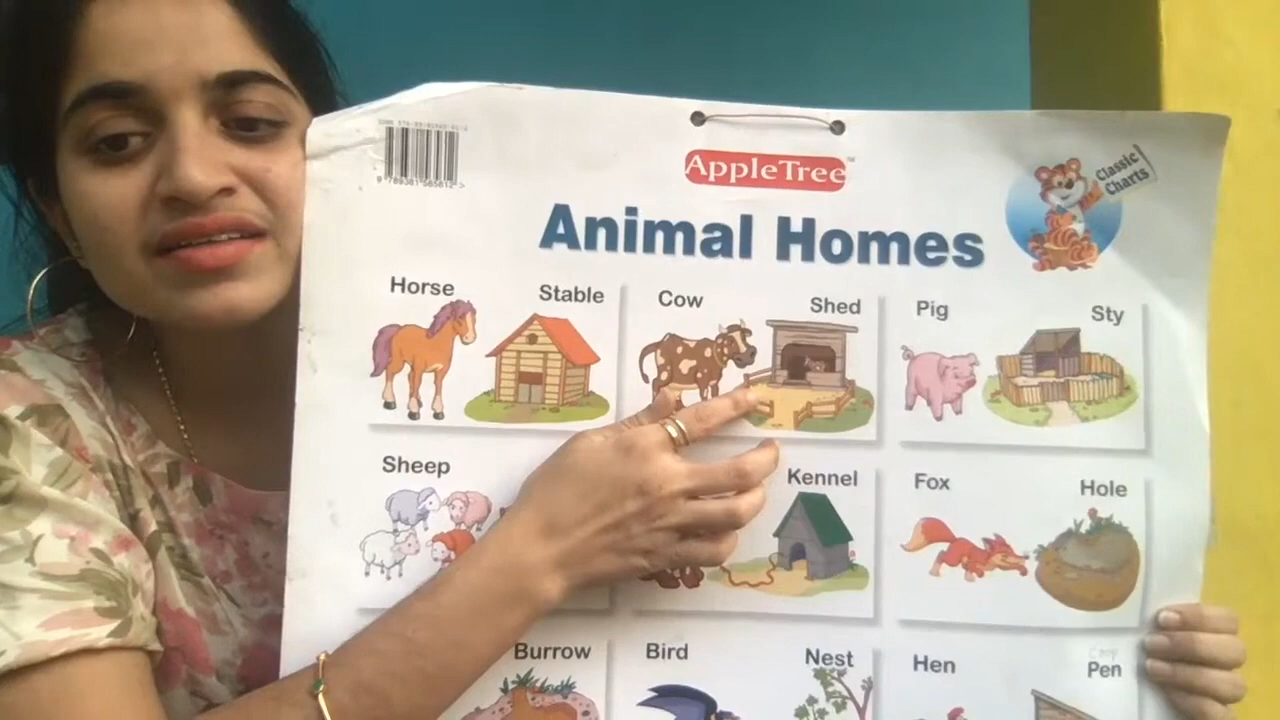 AppleTree™
Classic
Charts
Animal Homes
Horse Stable Cow Shed Pig Sty
Sheep Kennel Fox Hole
Burrow Bird Nest Hen Pen